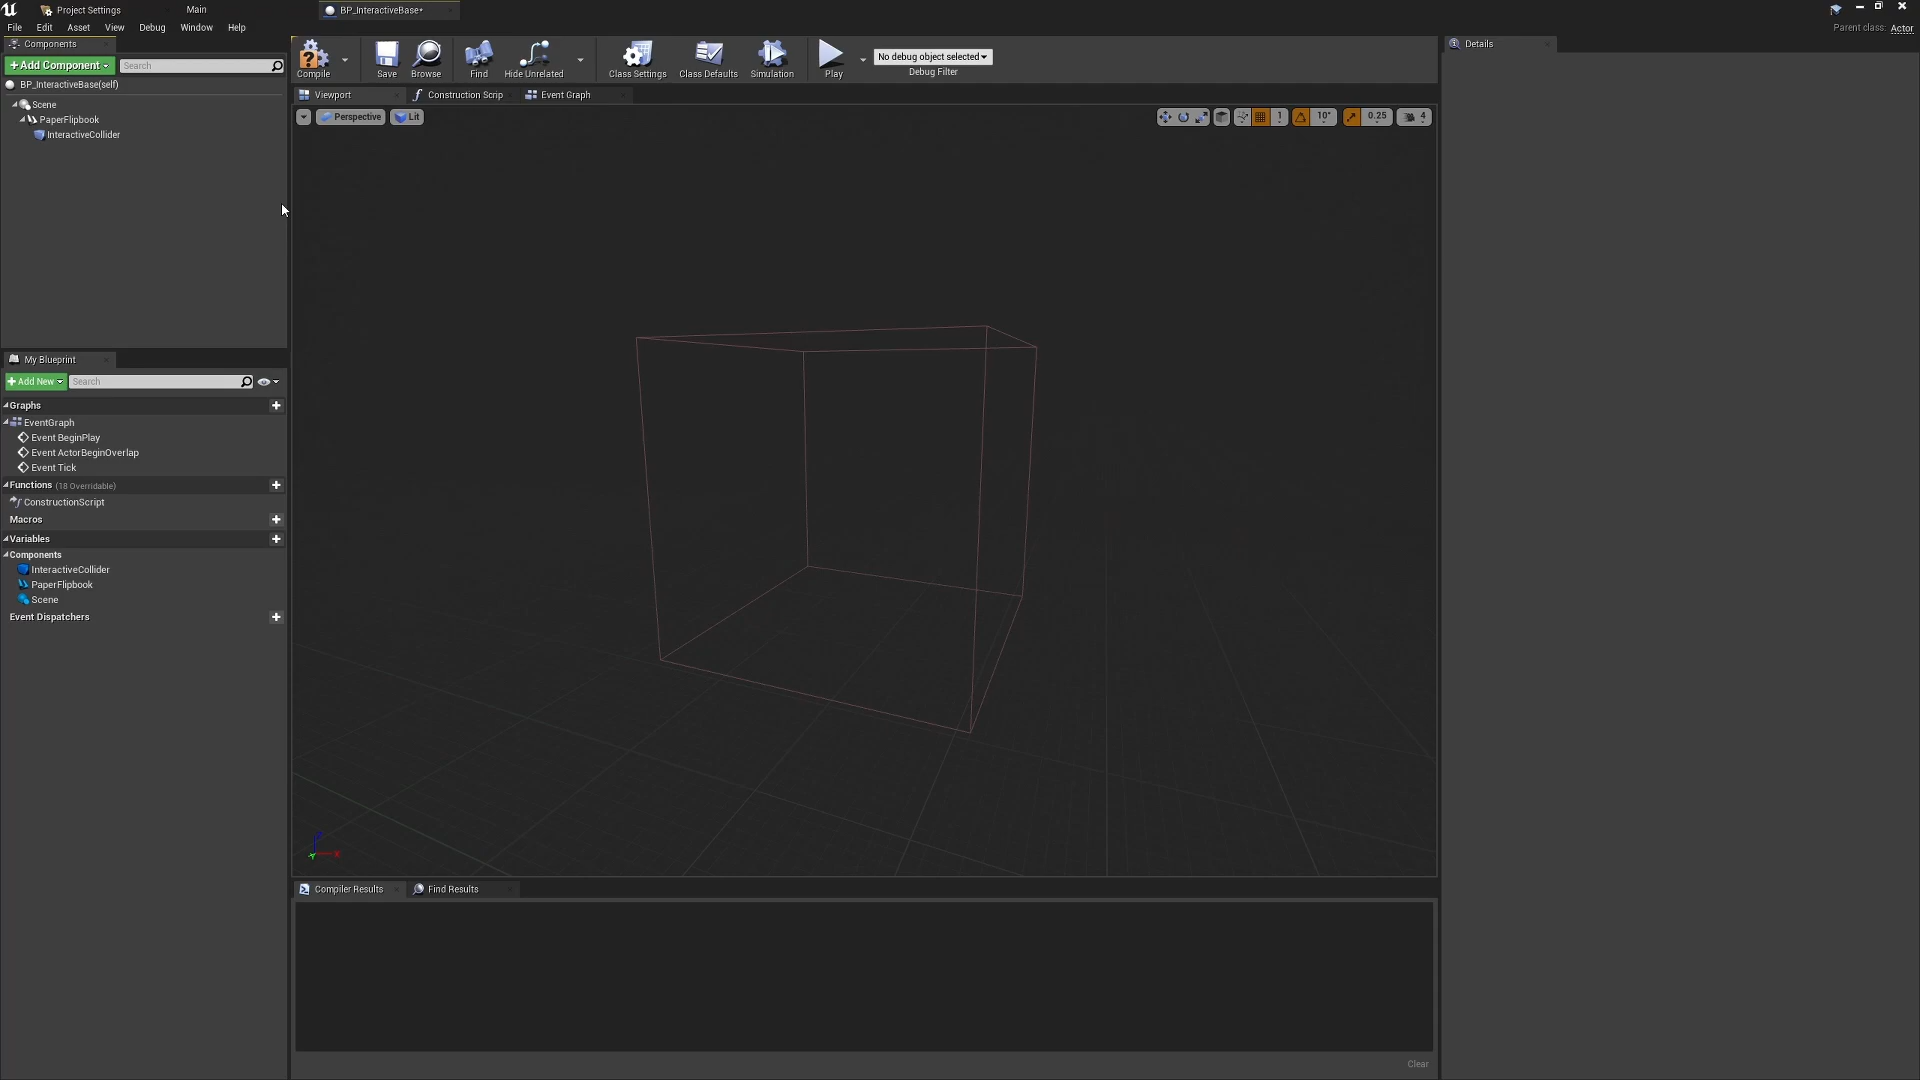 Project Settings
Main
BP_InteractiveBase*
File Edit Asset View Debug Window Help
Parent class: Actor
Components
+Add Component
Search
BP_InteractiveBase(self)
Scene
PaperFlipbook
InteractiveCollider
Compile
Save
Browse
Find
Hide Unrelated
Class Settings
Class Defaults
Simulation
Play
No debug object selected
Debug Filter
Details
Viewport
Construction Scrip
Event Graph
Perspective
Lit
1
10°
0.25
4
My Blueprint
+Add New
Search
Graphs
EventGraph
Event BeginPlay
Event ActorBeginOverlap
Event Tick
Functions (18 Overridable)
ConstructionScript
Macros
Variables
Components
InteractiveCollider
PaperFlipbook
Scene
Event Dispatchers
Compiler Results
Find Results
Clear